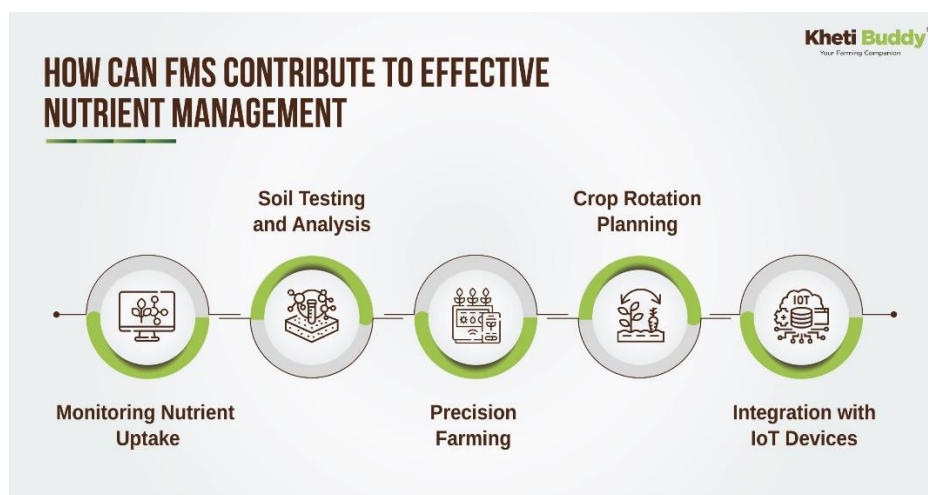 Kheti Buddy
Your Farming Companion
HOW CAN FMS CONTRIBUTE TO EFFECTIVE
NUTRIENT MANAGEMENT
Soil Testing
and Analysis
Crop Rotation
Planning
IOT
Monitoring Nutrient
Uptake
Precision
Farming
Integration with
IoT Devices